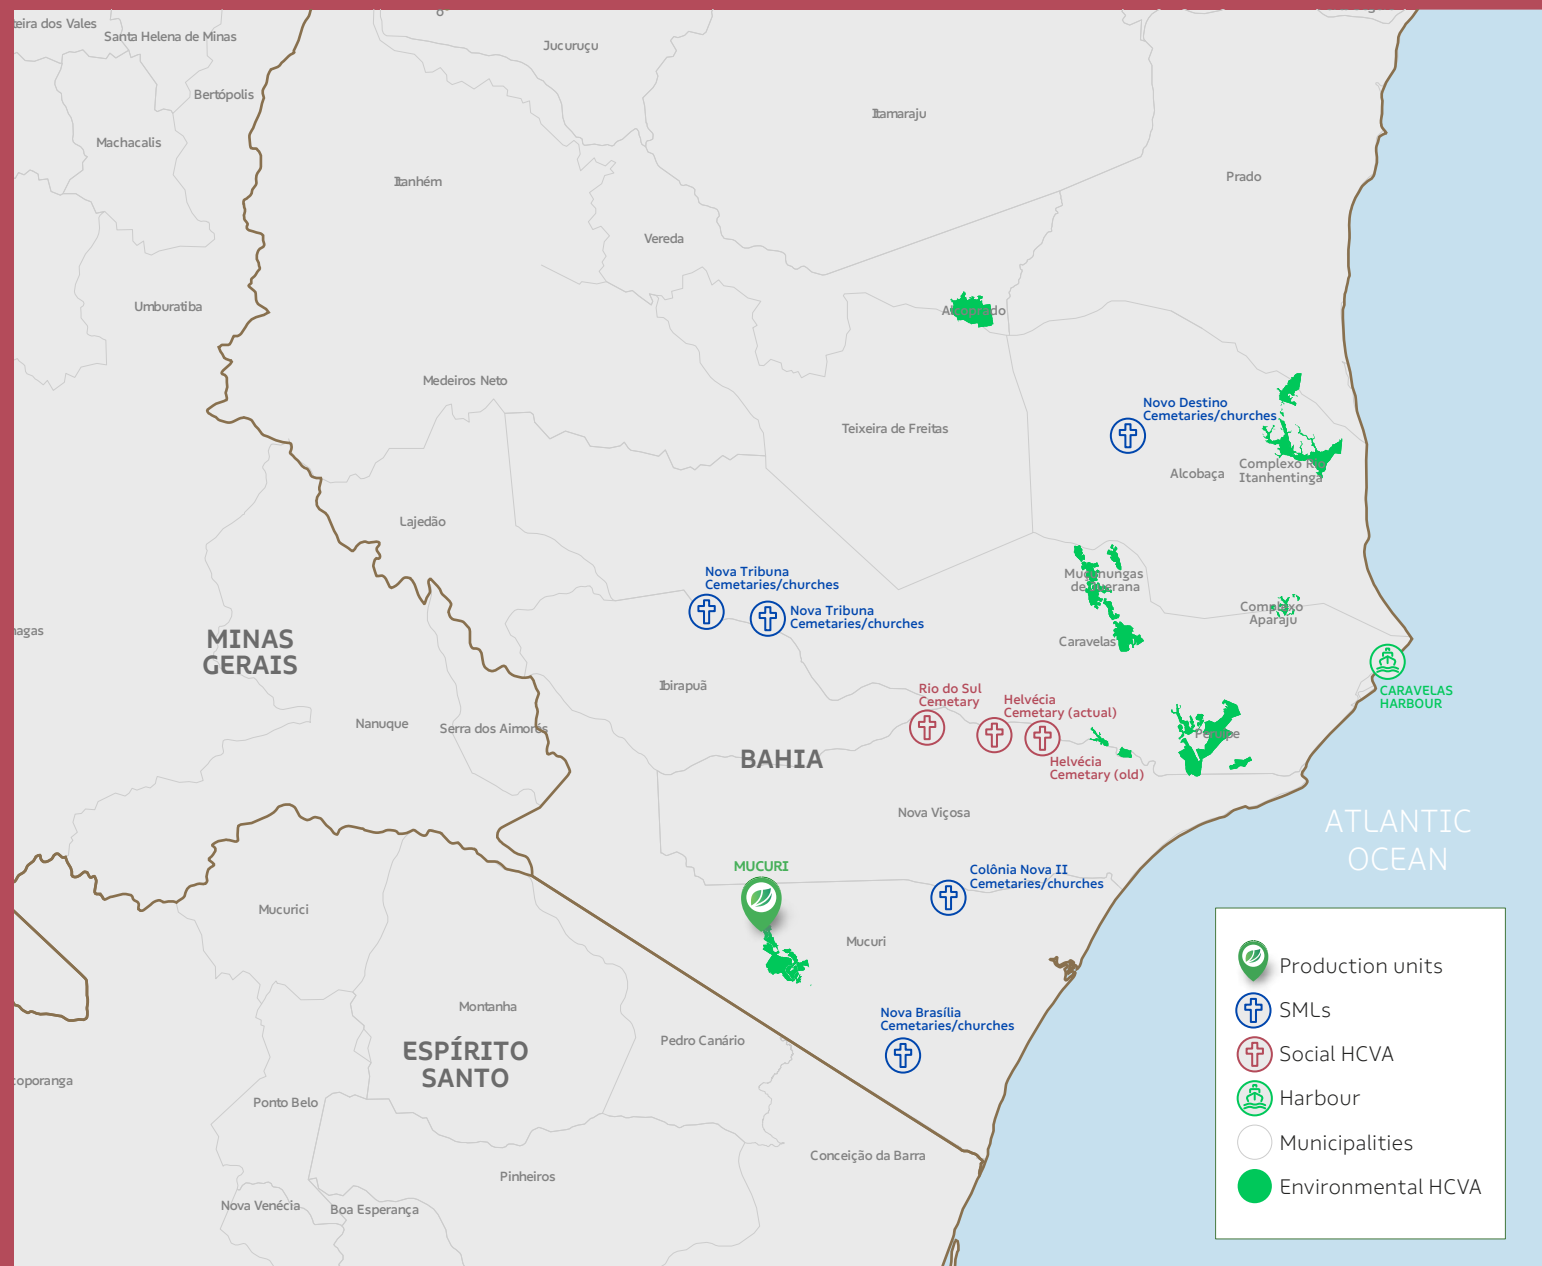 Santa Helena de Minas
Jucuruçu
Bertópolis
Itamaraju
Machacalis
Prado
Itanhém
Vereda
Umburatiba
Medeiros Neto
Novo Destino
Cemetaries/churches
Teixeira de Freitas
Alcobaça
Complexo
Itanhentinga
Lajedão
Nova Tribuna
Cemetaries/churches
Nova Tribuna
Cemetaries/churches
Complexo
Aparaju
MINAS
GERAIS
Caravelas
Ibirapuã
Rio do Sul
Cemetary
Helvécia
Cemetary (actual)
CARAVELAS
HARBOUR
Nanuque
Serra dos Aimorés
BAHIA
Helvécia
Cemetary (old)
Nova Viçosa
ATLANTIC
OCEAN
MUCURI
Colônia Nova II
Cemetaries/churches
Mucurici
Mucuri
Montanha
Nova Brasília
Cemetaries/churches
Pedro Canário
ESPÍRITO
SANTO
Ponto Belo
Conceição da Barra
Pinheiros
Nova Venécia
Boa Esperança
Production units
SMLs
Social HCVA
Harbour
Municipalities
Environmental HCVA